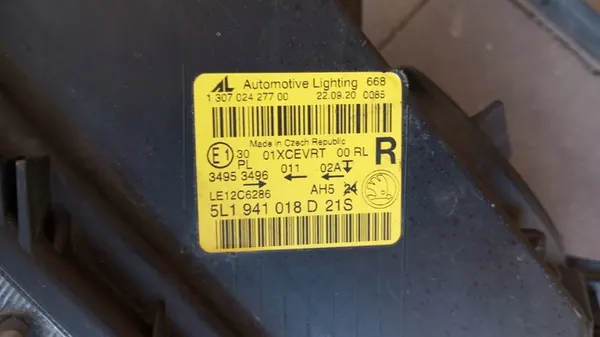 AL Automotive Lighting 668
1 307 024 277 00 22.09.20 0085
Made in Czech Republic
E1 30 01XCEVRT 00 RL R
PL 011 02A
3495 3496
LE12C6286 AH5 24
5L1 941 018 D 21S